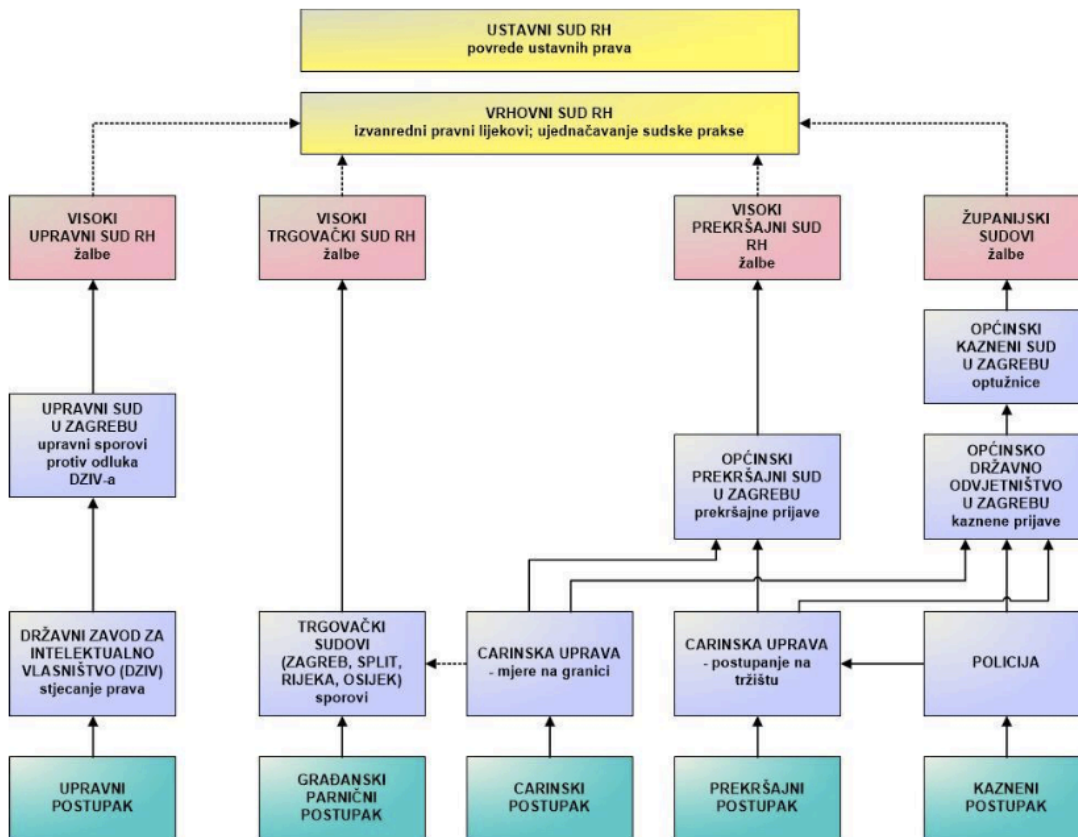 USTAVNI SUD RH
povrede ustavnih prava
VRHOVNI SUD RH
izvanredni pravni lijekovi; ujednačavanje sudske prakse
VISOKI
UPRAVNI SUD RH
žalbe
VISOKI
TRGOVAČKI SUD RH
žalbe
VISOKI
PREKRŠAJNI SUD
RH
žalbe
ŽUPANIJSKI
SUDOVI
žalbe
OPĆINSKI
KAZNENI SUD
U ZAGREBU
optužnice
UPRAVNI SUD
U ZAGREBU
upravni sporovi
protiv odluka
DZIV-a
OPĆINSKI
PREKRŠAJNI SUD
U ZAGREBU
prekršajne prijave
OPĆINSKO
DRŽAVNO
ODVJETNIŠTVO
U ZAGREBU
kaznene prijave
DRŽAVNI ZAVOD ZA
INTELEKTUALNO
VLASNIŠTVO (DZIV)
stjecanje prava
TRGOVAČKI
SUDOVI
(ZAGREB, SPLIT,
RIJEKA, OSIJEK)
sporovi
CARINSKA UPRAVA
- mjere na granici
CARINSKA UPRAVA
- postupanje na
tržištu
POLICIJA
UPRAVNI
POSTUPAK
GRAĐANSKI
PARNIČNI
POSTUPAK
CARINSKI
POSTUPAK
PREKRŠAJNI
POSTUPAK
KAZNENI
POSTUPAK